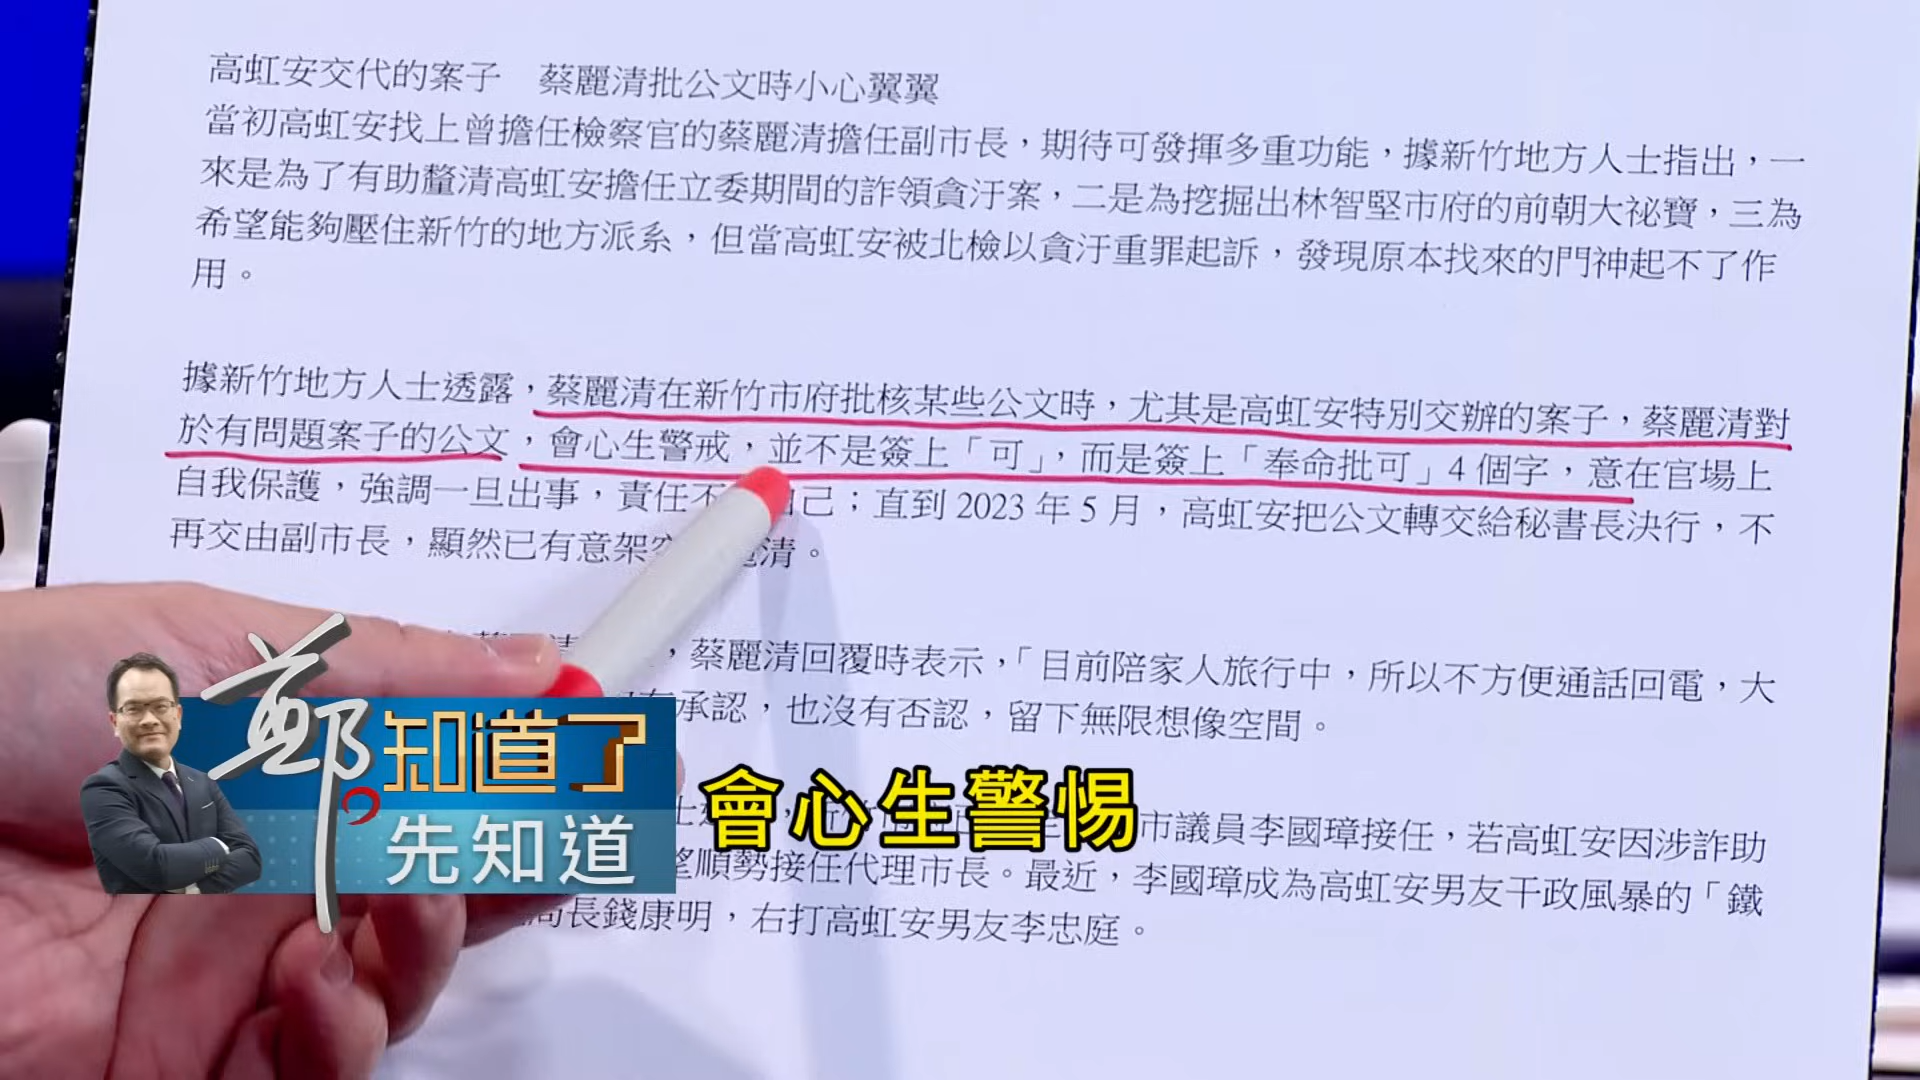 高虹安交代的案子 蔡麗清批公文時小心翼翼
當初高虹安找上曾擔任檢察官的蔡麗清擔任副市長，期待可發揮多重功能，據新竹地方人士指出，一
來是為了有助釐清高虹安擔任立委期間的詐領貪汙案，二是為挖掘出林智堅市府的前朝大祕寶，三為
希望能夠壓住新竹的地方派系，但當高虹安被北檢以貪汙重罪起訴，發現原本找來的門神起不了作
用。
據新竹地方人士透露，蔡麗清在新竹市府批核某些公文時，尤其是高虹安特別交辦的案子，蔡麗清對
於有問題案子的公文，會心生警戒，並不是簽上「可」，而是簽上「奉命批可」4 個字，意在官場上
自我保護，強調一旦出事，責任不 自己；直到 2023 年 5 月，高虹安把公文轉交給秘書長決行，不
再交由副市長，顯然已有意架空 清。
，蔡麗清回覆時表示，「目前陪家人旅行中，所以不方便通話回電，大
承認，也沒有否認，留下無限想像空間。
市議員李國璋接任，若高虹安因涉詐助
順勢接任代理市長。最近，李國璋成為高虹安男友干政風暴的「鐵
局長錢康明，右打高虹安男友李忠庭。
鄭知道了
先知道
會心生警惕